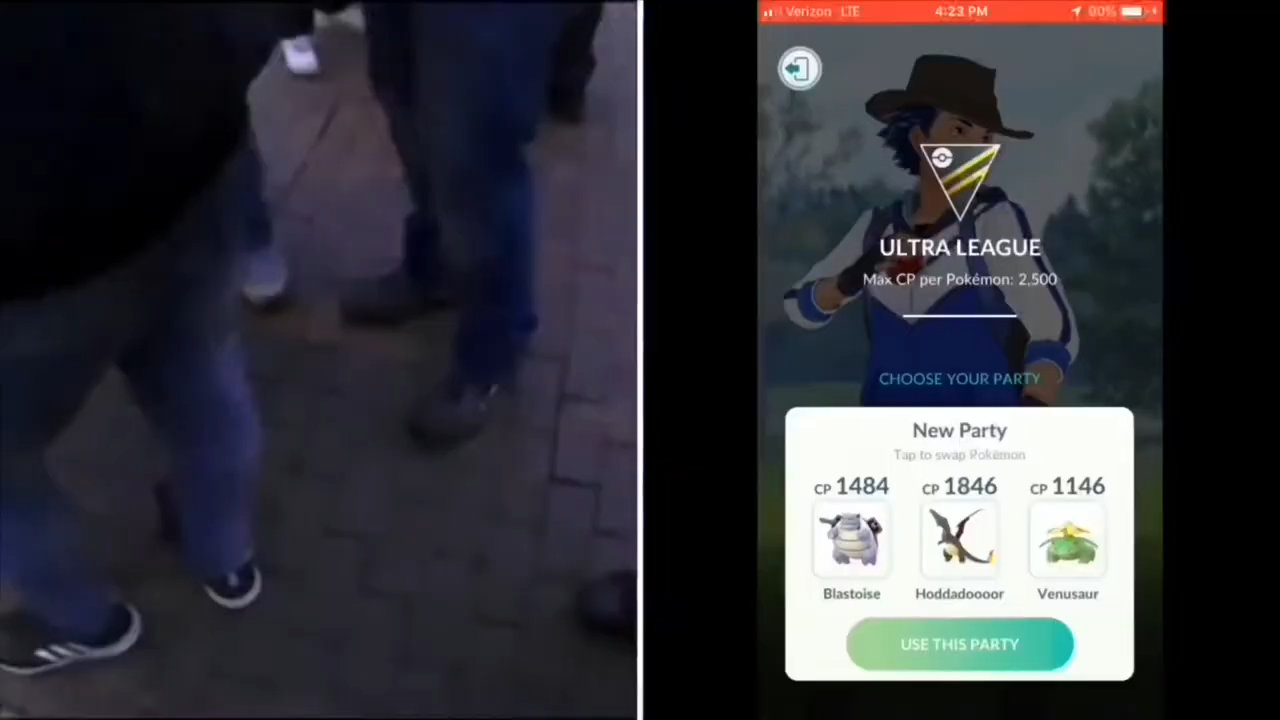 Verizon LTE 4:23 PM 00%
ULTRA LEAGUE
Max CP per Pokémon: 2,500
CHOOSE YOUR PARTY
New Party
Tap to swap Pokémon
CP 1484 CP 1846 CP 1146
Blastoise Hoddadoooor Venusaur
USE THIS PARTY